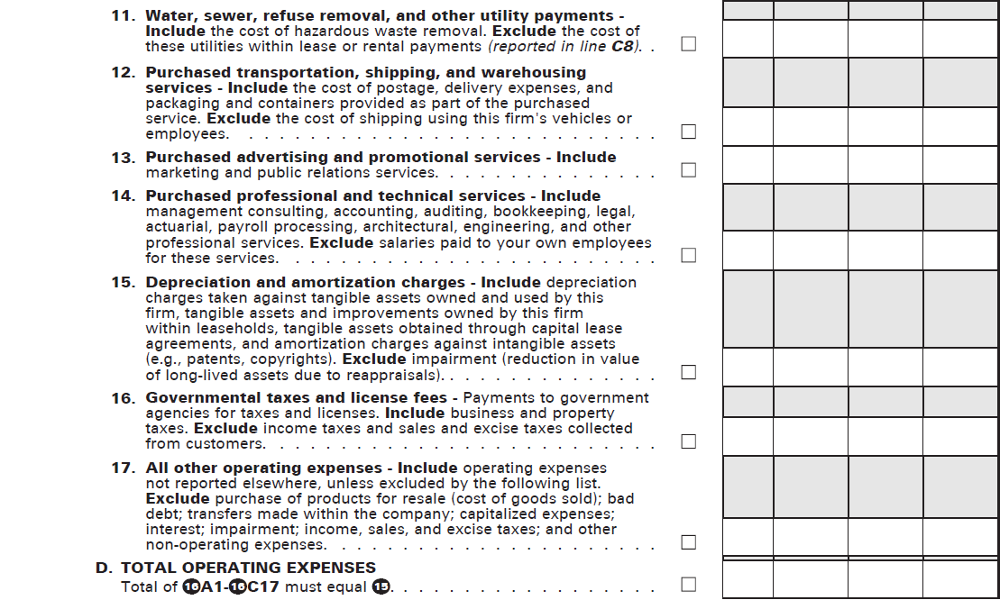 11. Water, sewer, refuse removal, and other utility payments -
Include the cost of hazardous waste removal. Exclude the cost of
these utilities within lease or rental payments (reported in line C8). .
12. Purchased transportation, shipping, and warehousing
services - Include the cost of postage, delivery expenses, and
packaging and containers provided as part of the purchased
service. Exclude the cost of shipping using this firm's vehicles or
employees. . . . . . . . . . . . . . . . . . . . . . . . . . . .
13. Purchased advertising and promotional services - Include
marketing and public relations services. . . . . . . . . . . . . . .
14. Purchased professional and technical services - Include
management consulting, accounting, auditing, bookkeeping, legal,
actuarial, payroll processing, architectural, engineering, and other
professional services. Exclude salaries paid to your own employees
for these services. . . . . . . . . . . . . . . . . . . . . . . . .
15. Depreciation and amortization charges - Include depreciation
charges taken against tangible assets owned and used by this
firm, tangible assets and improvements owned by this firm
within leaseholds, tangible assets obtained through capital lease
agreements, and amortization charges against intangible assets
(e.g., patents, copyrights). Exclude impairment (reduction in value
of long-lived assets due to reappraisals). . . . . . . . . . . . . . .
16. Governmental taxes and license fees - Payments to government
agencies for taxes and licenses. Include business and property
taxes. Exclude income taxes and sales and excise taxes collected
from customers. . . . . . . . . . . . . . . . . . . . . . . . . .
17. All other operating expenses - Include operating expenses
not reported elsewhere, unless excluded by the following list.
Exclude purchase of products for resale (cost of goods sold); bad
debt; transfers made within the company; capitalized expenses;
interest; impairment; income, sales, and excise taxes; and other
non-operating expenses. . . . . . . . . . . . . . . . . . . . . .
D. TOTAL OPERATING EXPENSES
Total of 16A1-16C17 must equal 15. . . . . . . . . . . . . . . . . . .